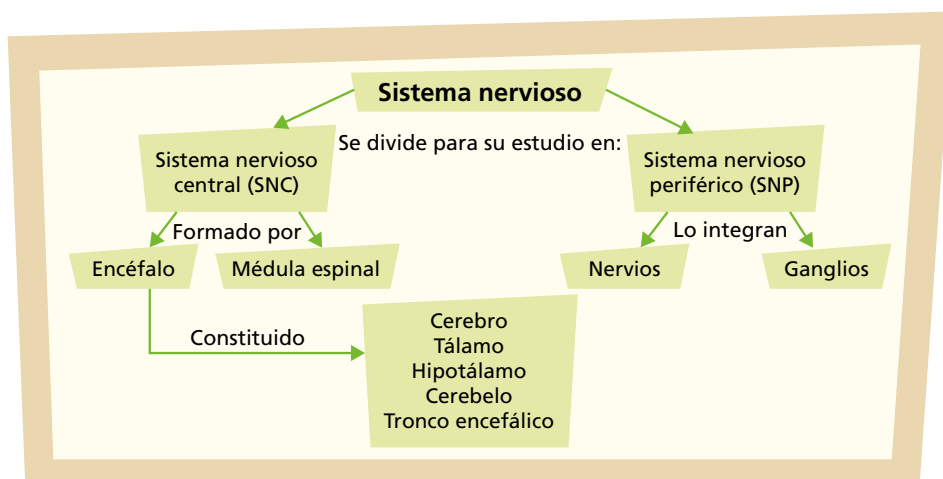 Sistema nervioso
Se divide para su estudio en:
Sistema nervioso
central (SNC)
Sistema nervioso
periférico (SNP)
Formado por
Lo integran
Encéfalo
Médula espinal
Nervios
Ganglios
Constituido
Cerebro
Tálamo
Hipotálamo
Cerebelo
Tronco encefálico